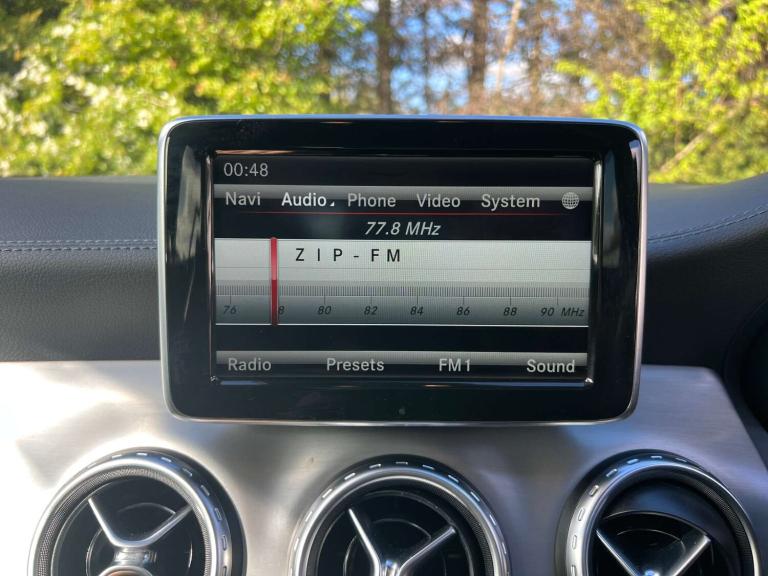 00:48
Navi Audio Phone Video System
77.8 MHz
ZIP-FM
76 8 80 82 84 86 88 90 MHz
Radio Presets FM1 Sound